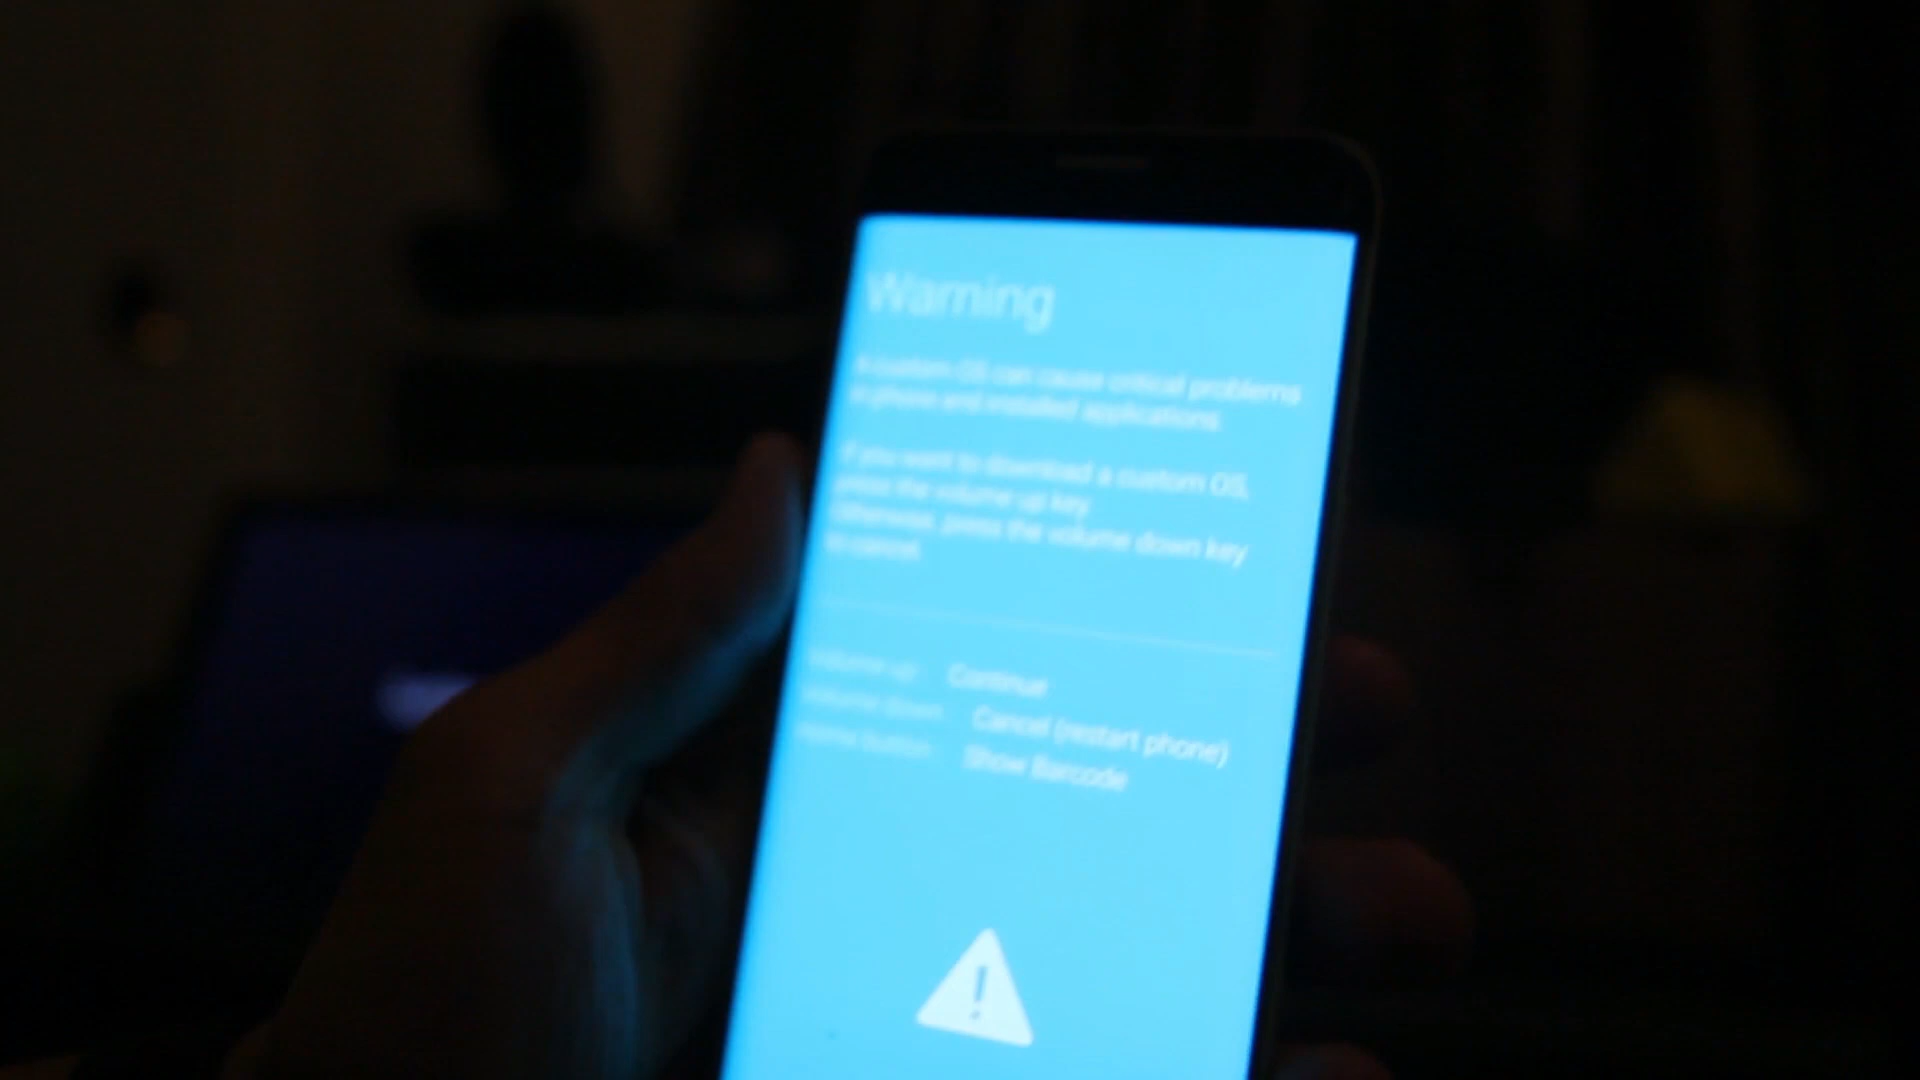 Warning
A custom OS can cause critical problems
in phone and installed applications.
If you want to download a custom OS,
press the volume up key
Otherwise, press the volume down key
to cancel.
Volume up: Continue
Volume down: Cancel (restart phone)
Home button: Show Barcode